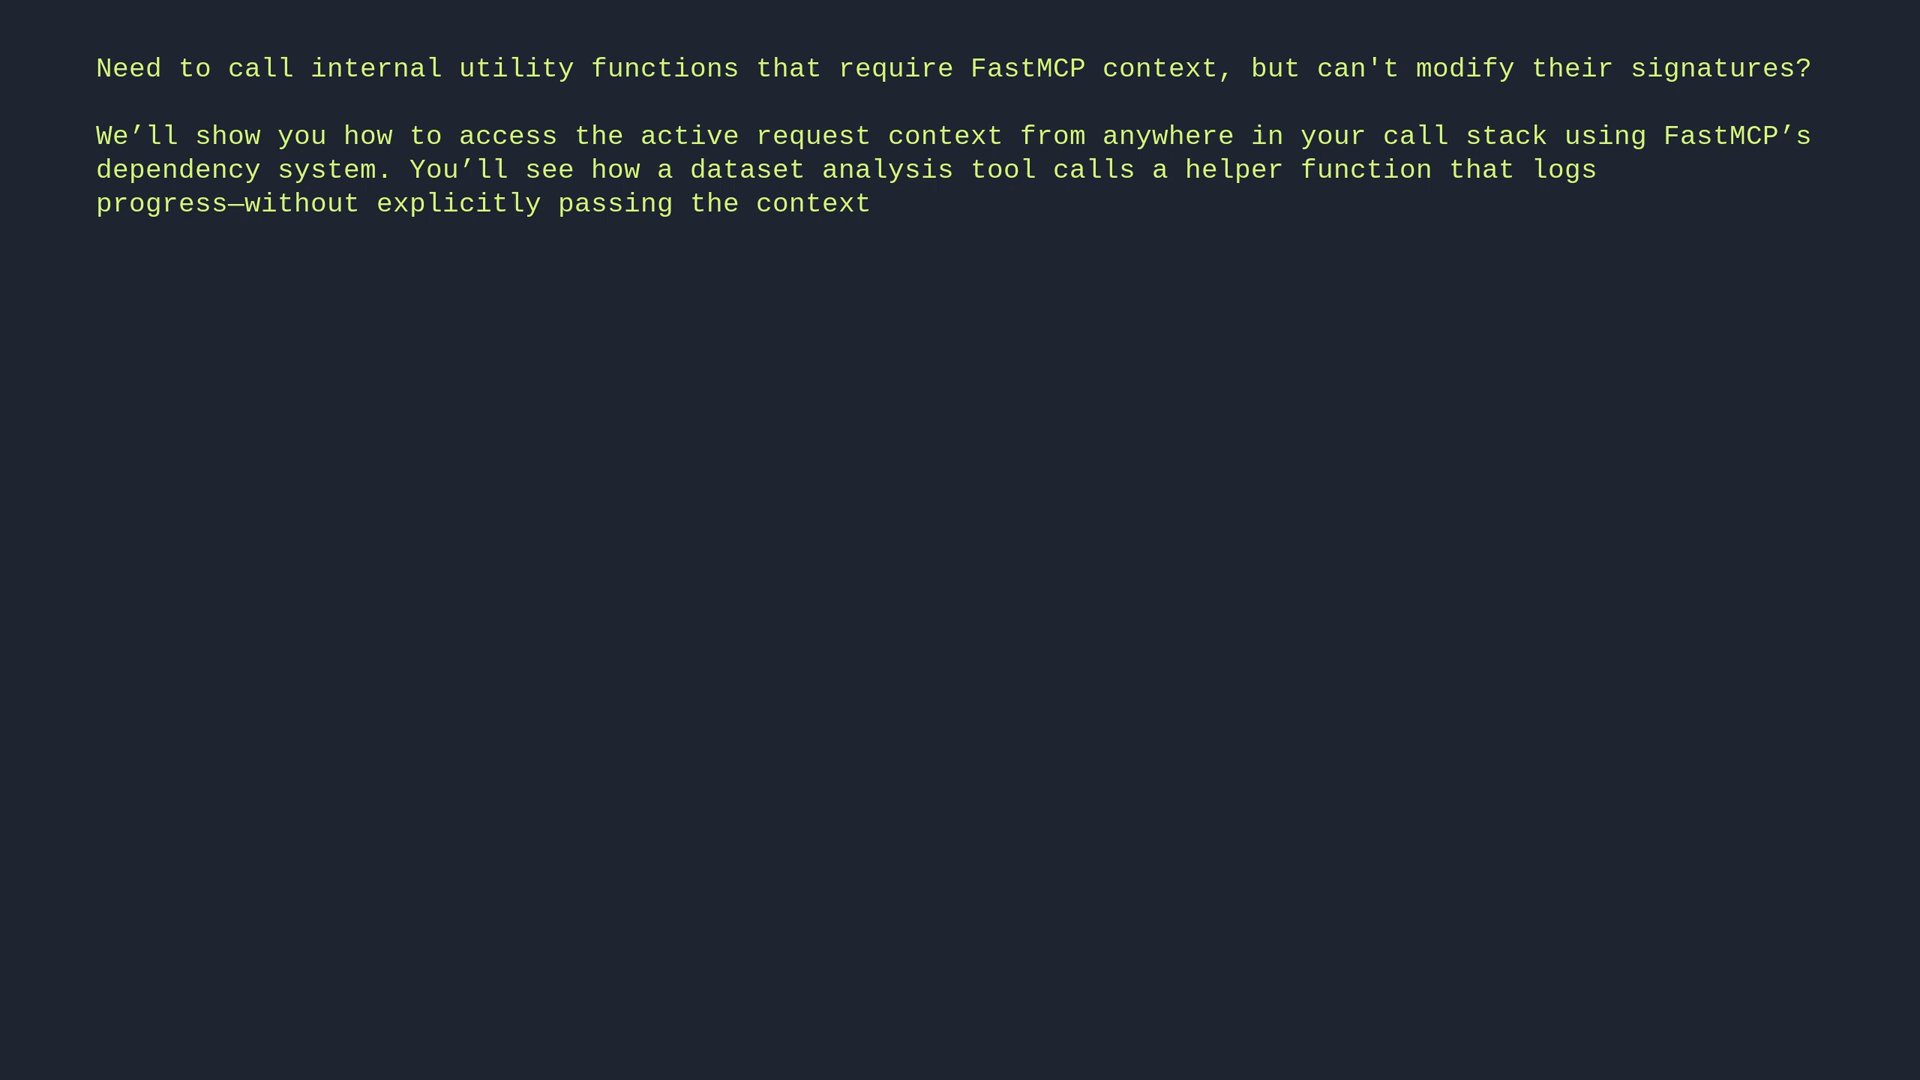 Need to call internal utility functions that require FastMCP context, but can't modify their signatures?
We’ll show you how to access the active request context from anywhere in your call stack using FastMCP’s
dependency system. You’ll see how a dataset analysis tool calls a helper function that logs
progress—without explicitly passing the context